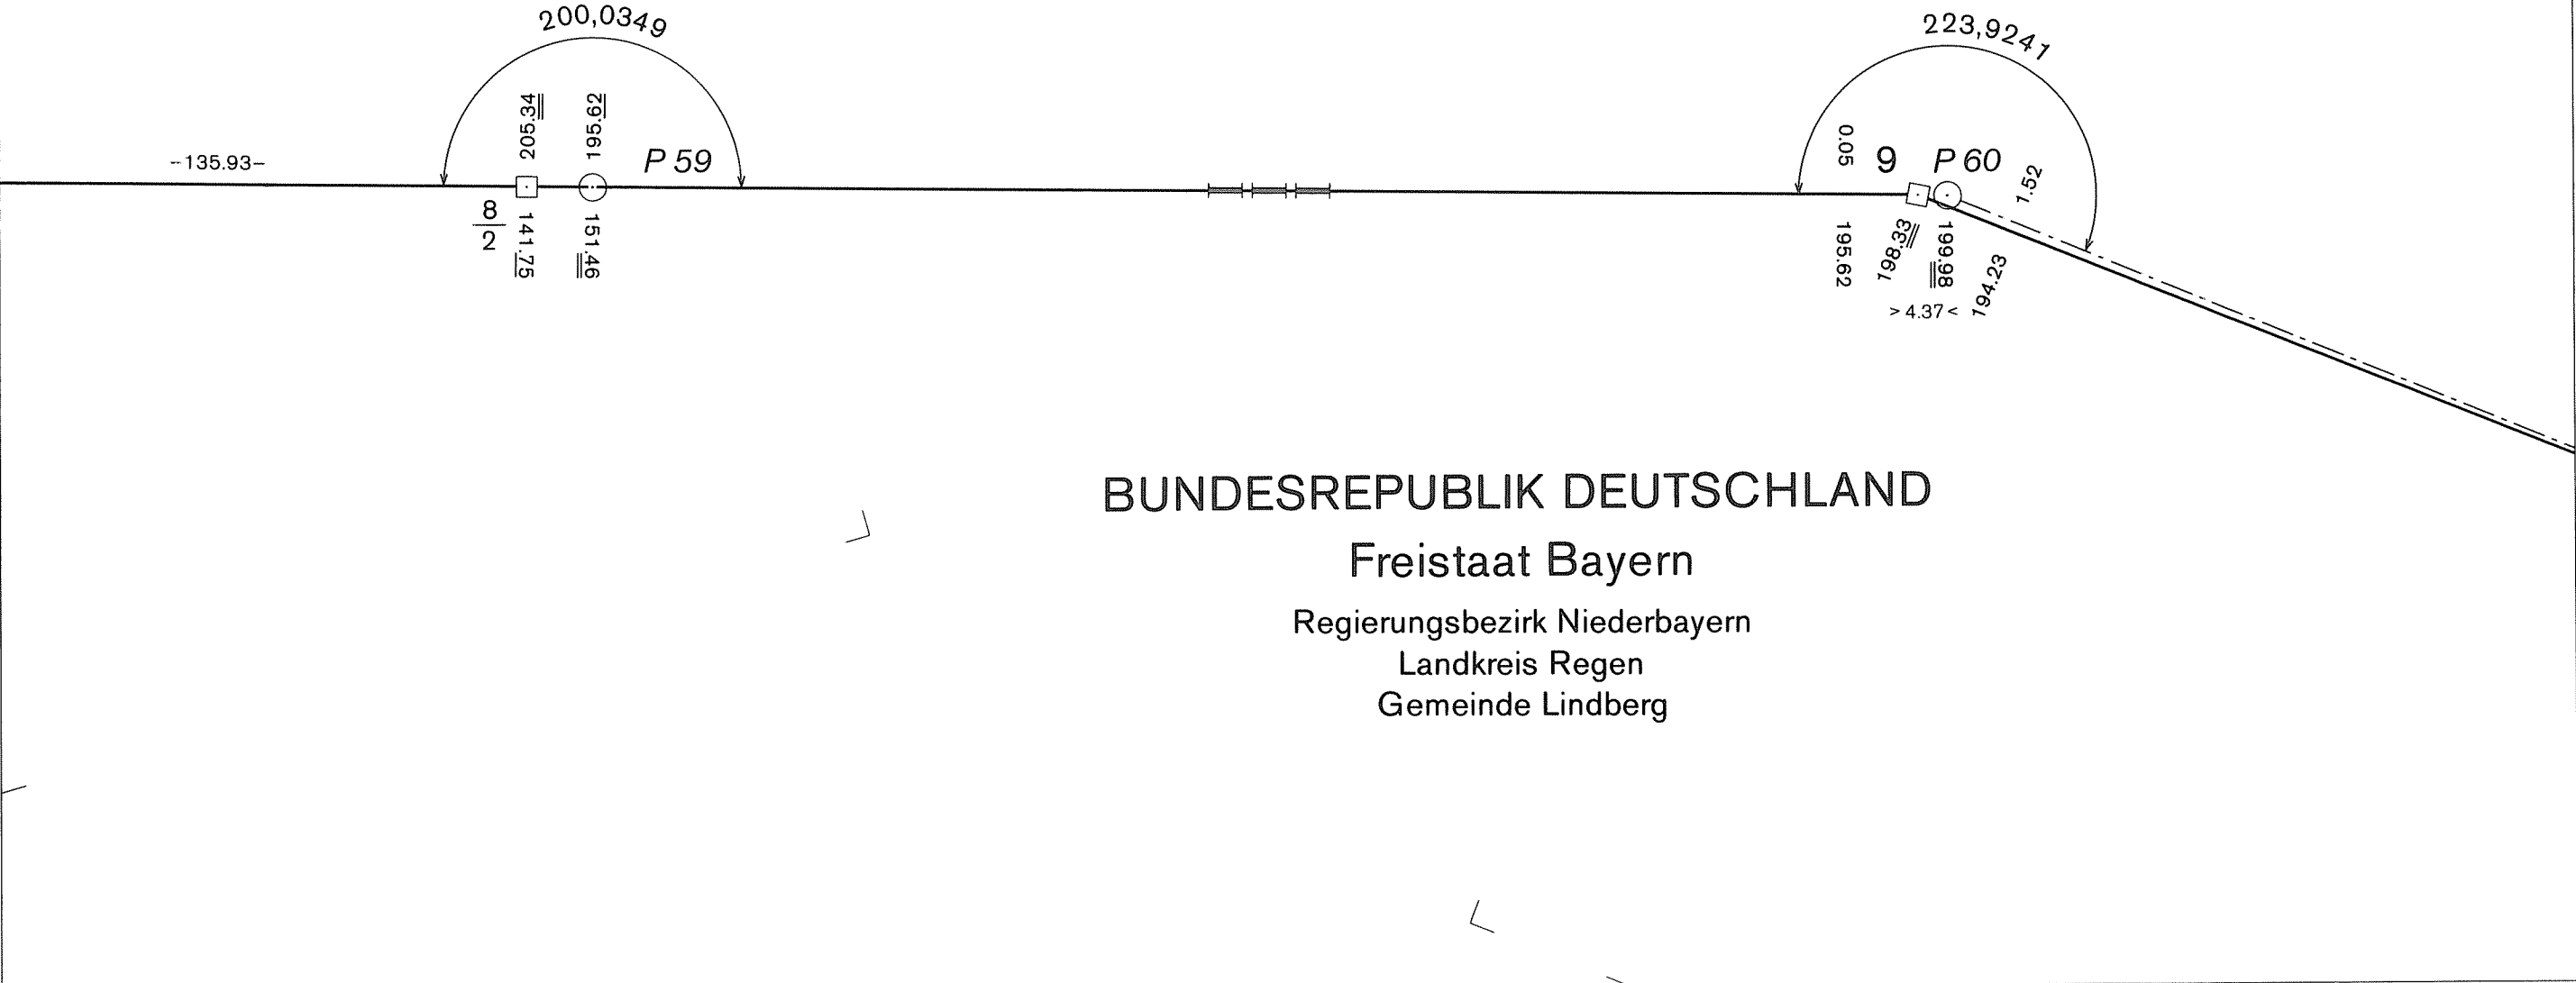 200,0349
223,9241
205.34
195.62
P 59
--135.93–
0.05
9
P 60
1.52
8
2
141.75
151.46
195.62
198.33
199.98
194.23
> 4.37 <
BUNDESREPUBLIK DEUTSCHLAND
Freistaat Bayern
Regierungsbezirk Niederbayern
Landkreis Regen
Gemeinde Lindberg